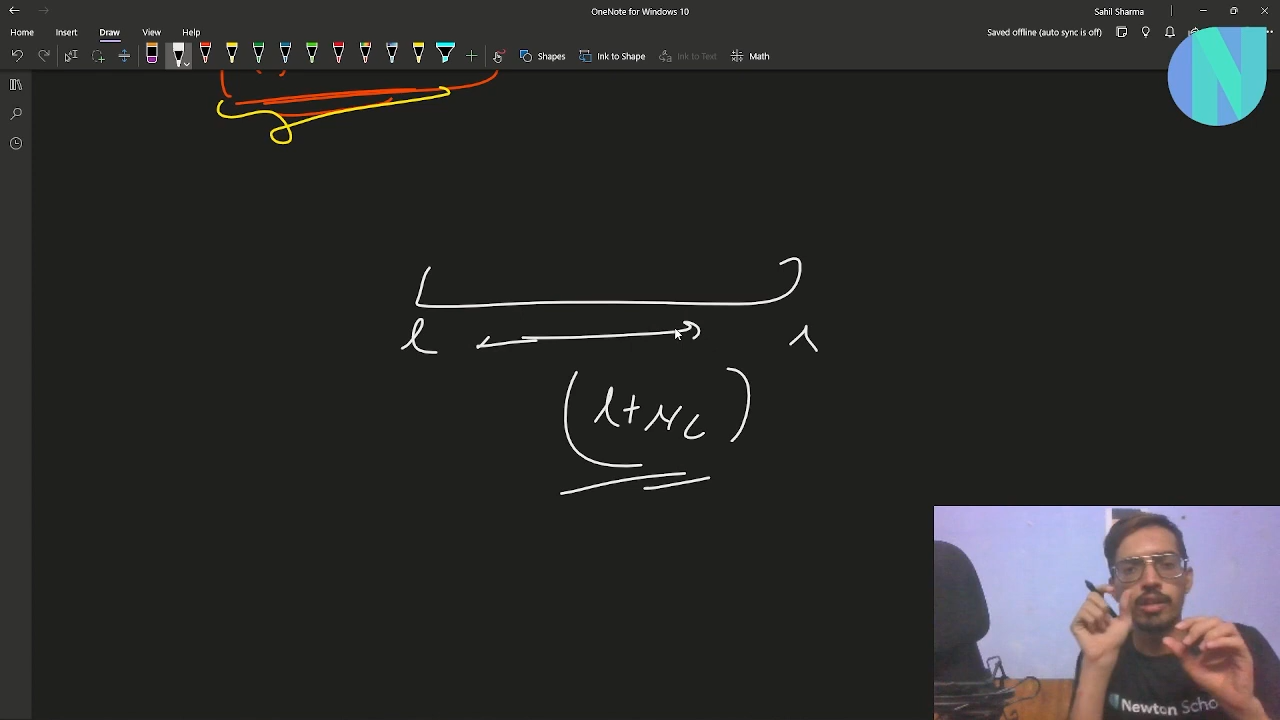 OneNote for Windows 10
Sahil Sharma
Home Insert Draw View Help
Saved offline (auto sync is off)
Shapes Ink to Shape Ink to Text Math
l r
N
Newton Scho